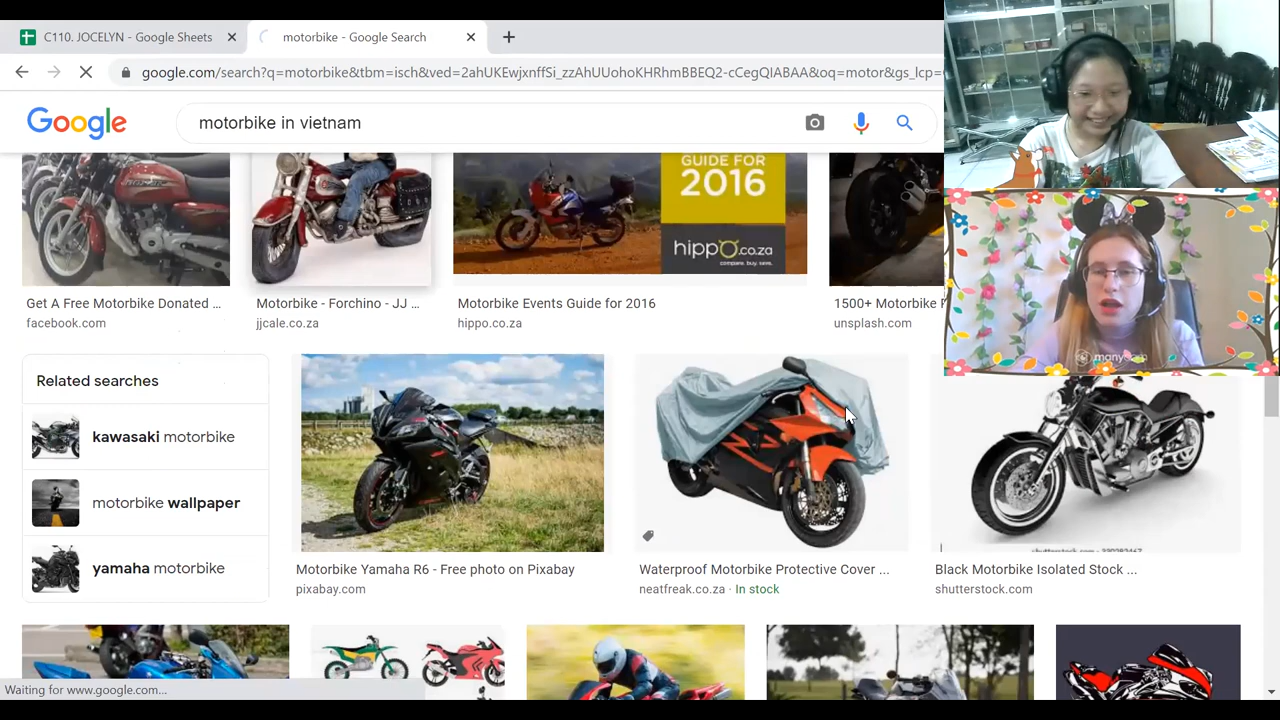 C110. JOCELYN - Google Sheets
motorbike - Google Search
google.com/search?q=motorbike&tbm=isch&ved=2ahUKEwjxnffSi_zzAhUUohoKHRhmBBEQ2-cCegQIABAA&oq=motor&gs_lcp=
Google
motorbike in vietnam
GUIDE FOR
2016
hippo.co.za
compare. buy. save.
Get A Free Motorbike Donated ...
Motorbike - Forchino - JJ ...
Motorbike Events Guide for 2016
1500+ Motorbike
facebook.com
jjcale.co.za
hippo.co.za
unsplash.com
manycam
Related searches
kawasaki motorbike
motorbike wallpaper
yamaha motorbike
Motorbike Yamaha R6 - Free photo on Pixabay
Waterproof Motorbike Protective Cover ...
Black Motorbike Isolated Stock ...
pixabay.com
neatfreak.co.za · In stock
shutterstock.com
Waiting for www.google.com...